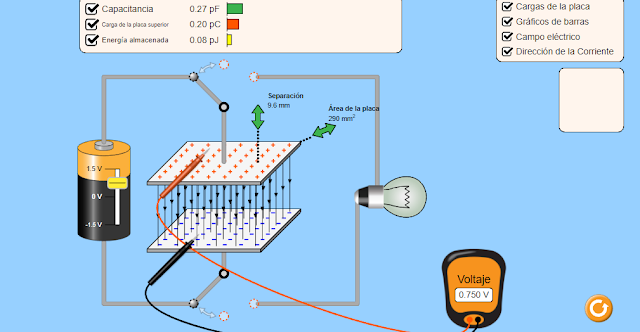 Capacitancia 0.27 pF
Carga de la placa superior 0.20 pC
Energía almacenada 0.08 pJ
Cargas de la placa
Gráficos de barras
Campo eléctrico
Dirección de la Corriente
Separación
9.6 mm
Área de la placa
290 mm²
1.5 V
0 V
-1.5 V
Voltaje
0.750 V